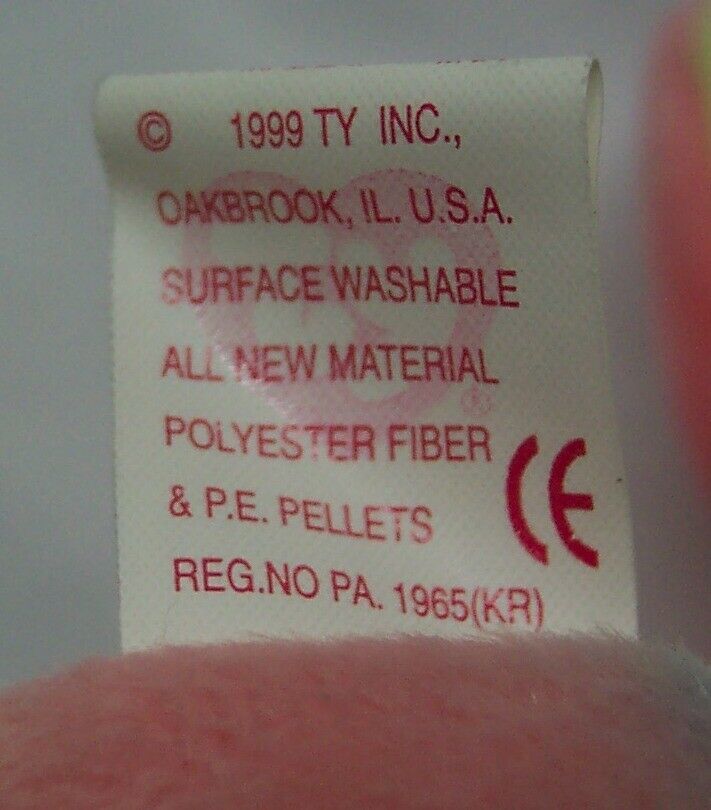 © 1999 TY INC.,
OAKBROOK, IL. U.S.A.
SURFACE WASHABLE
ALL NEW MATERIAL
®
POLYESTER FIBER
& P.E. PELLETS
CE
REG.NO PA. 1965(KR)